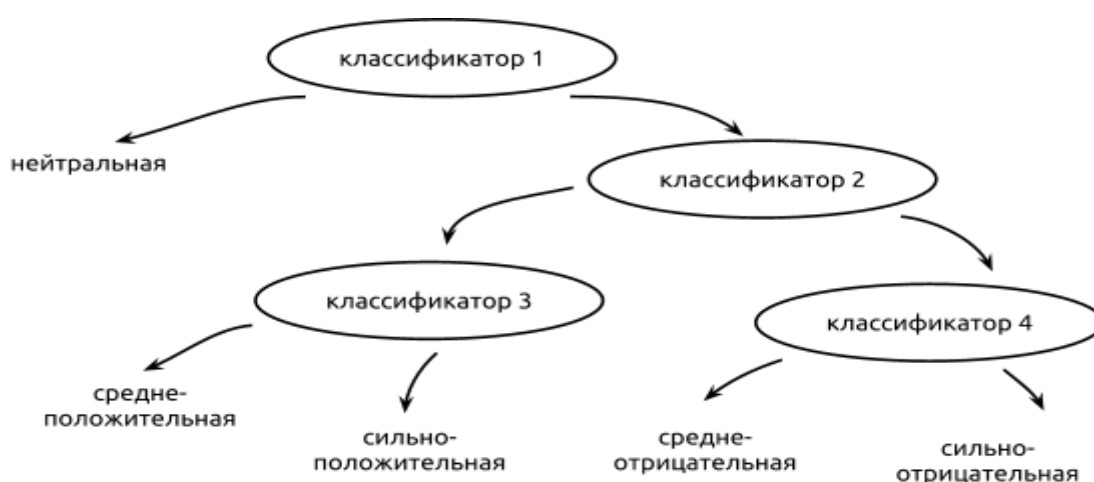 классификатор 1
нейтральная
классификатор 2
классификатор 3
классификатор 4
средне-
положительная
сильно-
положительная
средне-
отрицательная
сильно-
отрицательная